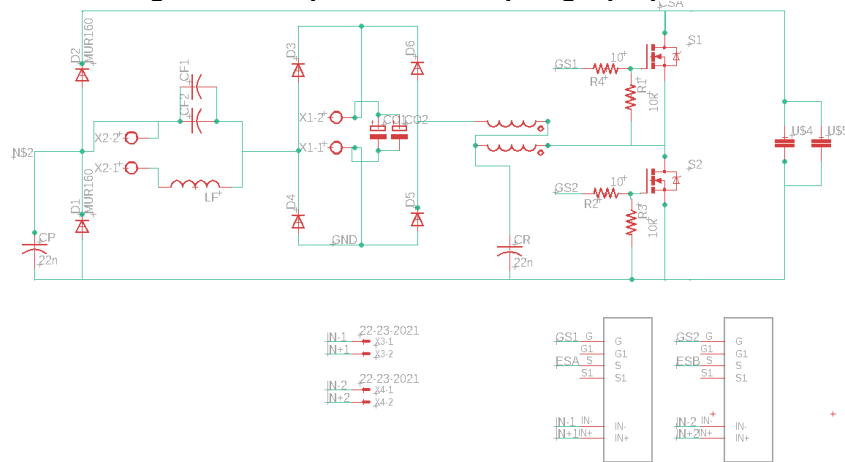 CSA
D2
MUR160
CF1
CF2
D3
D6
S1
GS1
10
R4
R1
10k
X2-2
X1-2
CO1
CO2
N$2
X2-1
X1-1
U$4
U$5
LF
S2
GS2
10
R2
R3
10k
D1
MUR160
D4
D5
CP
22n
GND
CR
22n
IN-1
IN+1
22-23-2021
X3-1
X3-2
IN-2
IN+2
22-23-2021
X4-1
X4-2
GS1 G G
G1 G1
ESA S S
S1 S1
IN-1 IN- IN-
IN+1 IN+ IN+
GS2 G G
G1 G1
ESB S S
S1 S1
IN-2 IN- IN-
IN+2 IN+ IN+